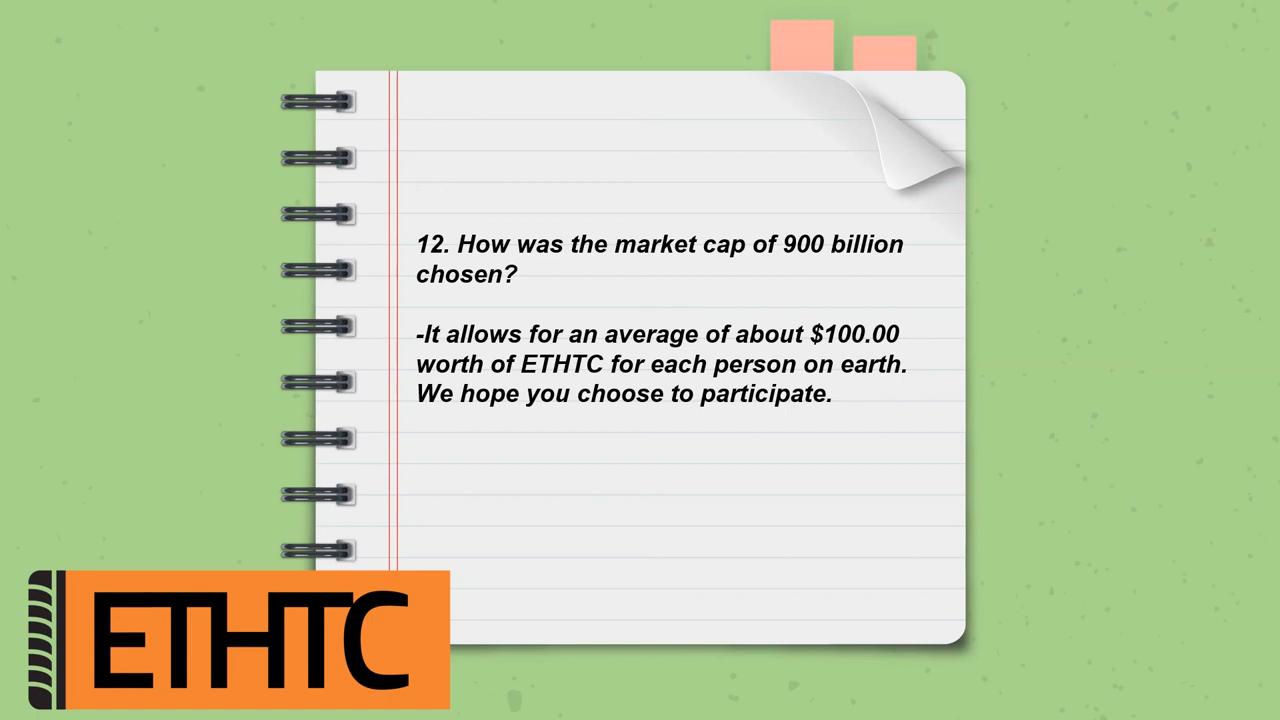 12. How was the market cap of 900 billion
chosen?
-It allows for an average of about $100.00
worth of ETHTC for each person on earth.
We hope you choose to participate.
ETHTC